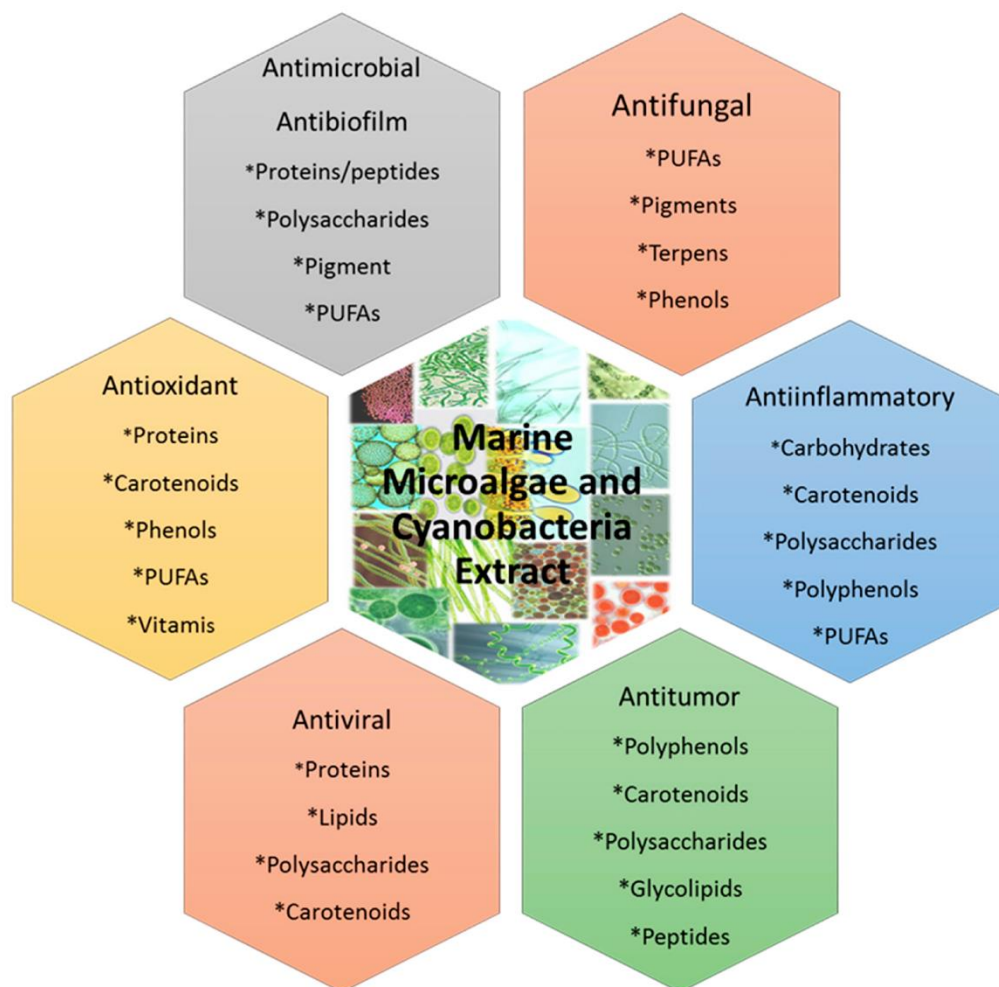 Antimicrobial
Antibiofilm
*Proteins/peptides
*Polysaccharides
*Pigment
*PUFAs
Antifungal
*PUFAs
*Pigments
*Terpens
*Phenols
Antioxidant
*Proteins
*Carotenoids
*Phenols
*PUFAs
*Vitamis
Marine
Microalgae and
Cyanobacteria
Extract
Antiinflammatory
*Carbohydrates
*Carotenoids
*Polysaccharides
*Polyphenols
*PUFAs
Antiviral
*Proteins
*Lipids
*Polysaccharides
*Carotenoids
Antitumor
*Polyphenols
*Carotenoids
*Polysaccharides
*Glycolipids
*Peptides